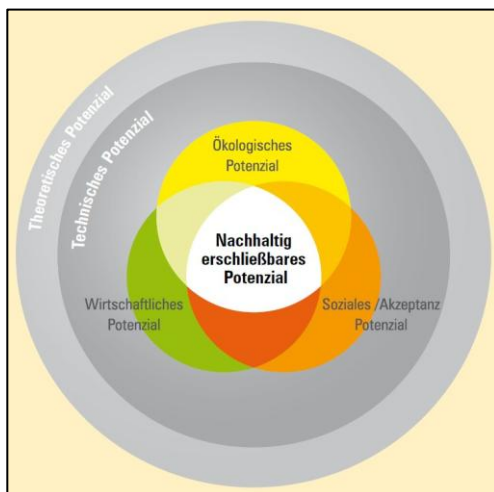 Theoretisches Potenzial
Technisches Potenzial
Ökologisches
Potenzial
Nachhaltig
erschließbares
Potenzial
Wirtschaftliches
Potenzial
Soziales /Akzeptanz
Potenzial